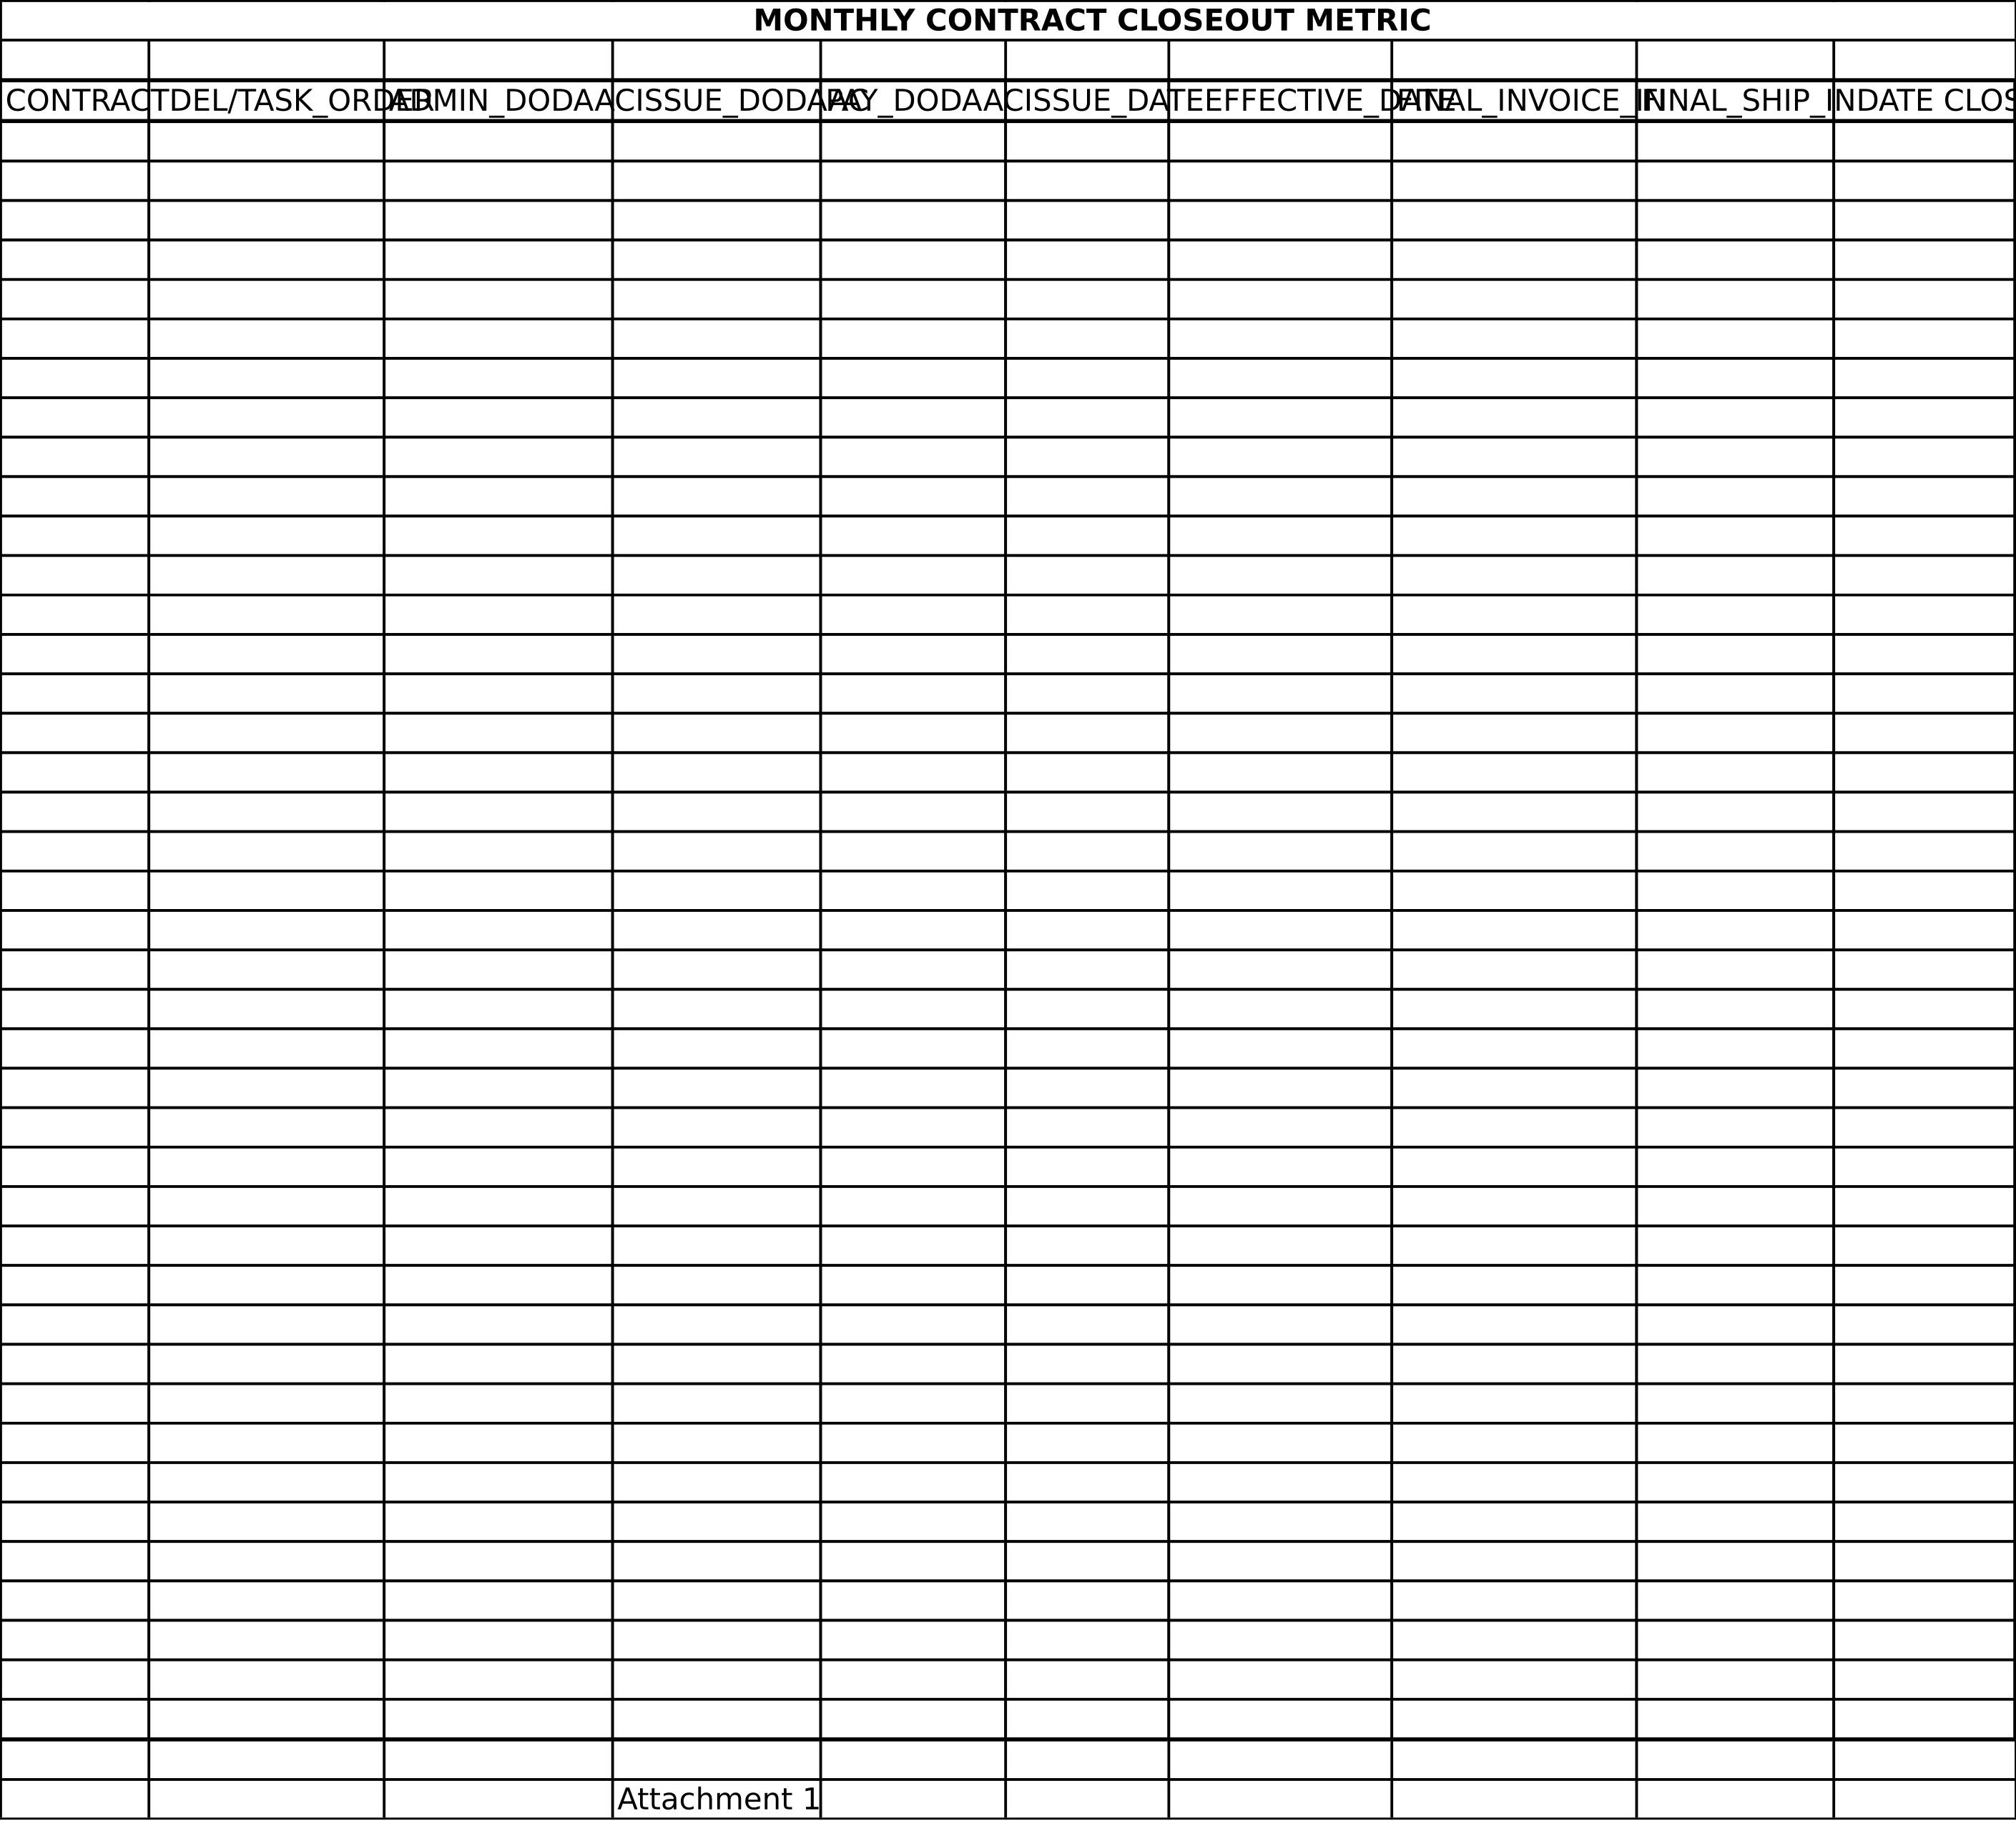 MONTHLY CONTRACT CLOSEOUT METRIC
CONTRACT DEL/TASK_ORDER ADMIN_DODAAC ISSUE_DODAAC PAY_DODAAC ISSUE_DATE EFFECTIVE_DATE FINAL_INVOICE_IN FINAL_SHIP_IN DATE CLOS
Attachment 1